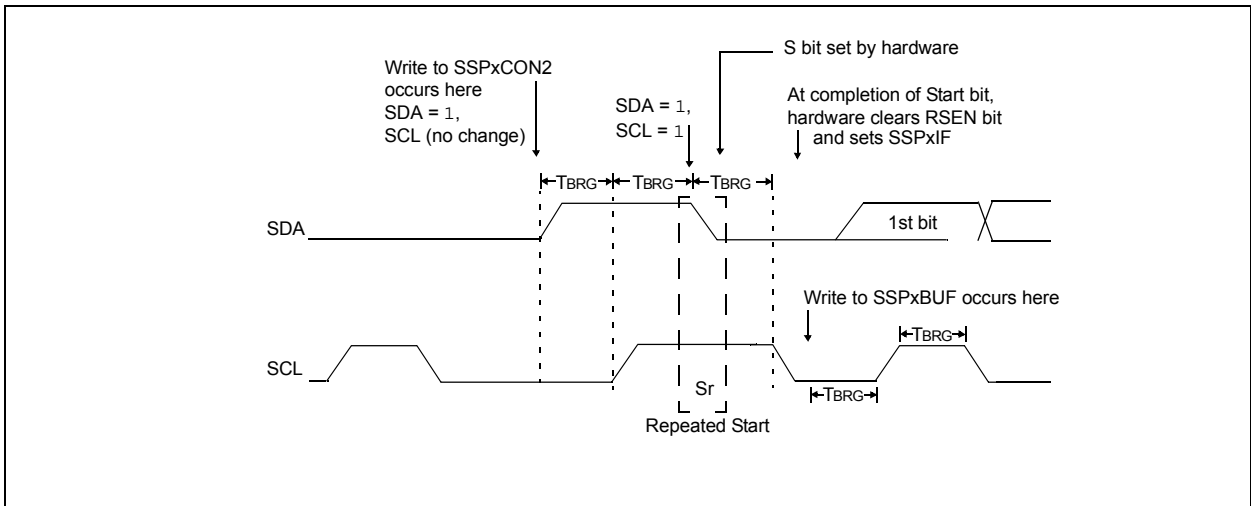 S bit set by hardware
Write to SSPxCON2
occurs here
SDA = 1,
SCL (no change)
SDA = 1,
SCL = 1
At completion of Start bit,
hardware clears RSEN bit
and sets SSPxIF
TBRG TBRG TBRG
SDA
1st bit
Write to SSPxBUF occurs here
TBRG
SCL
Sr
TBRG
Repeated Start